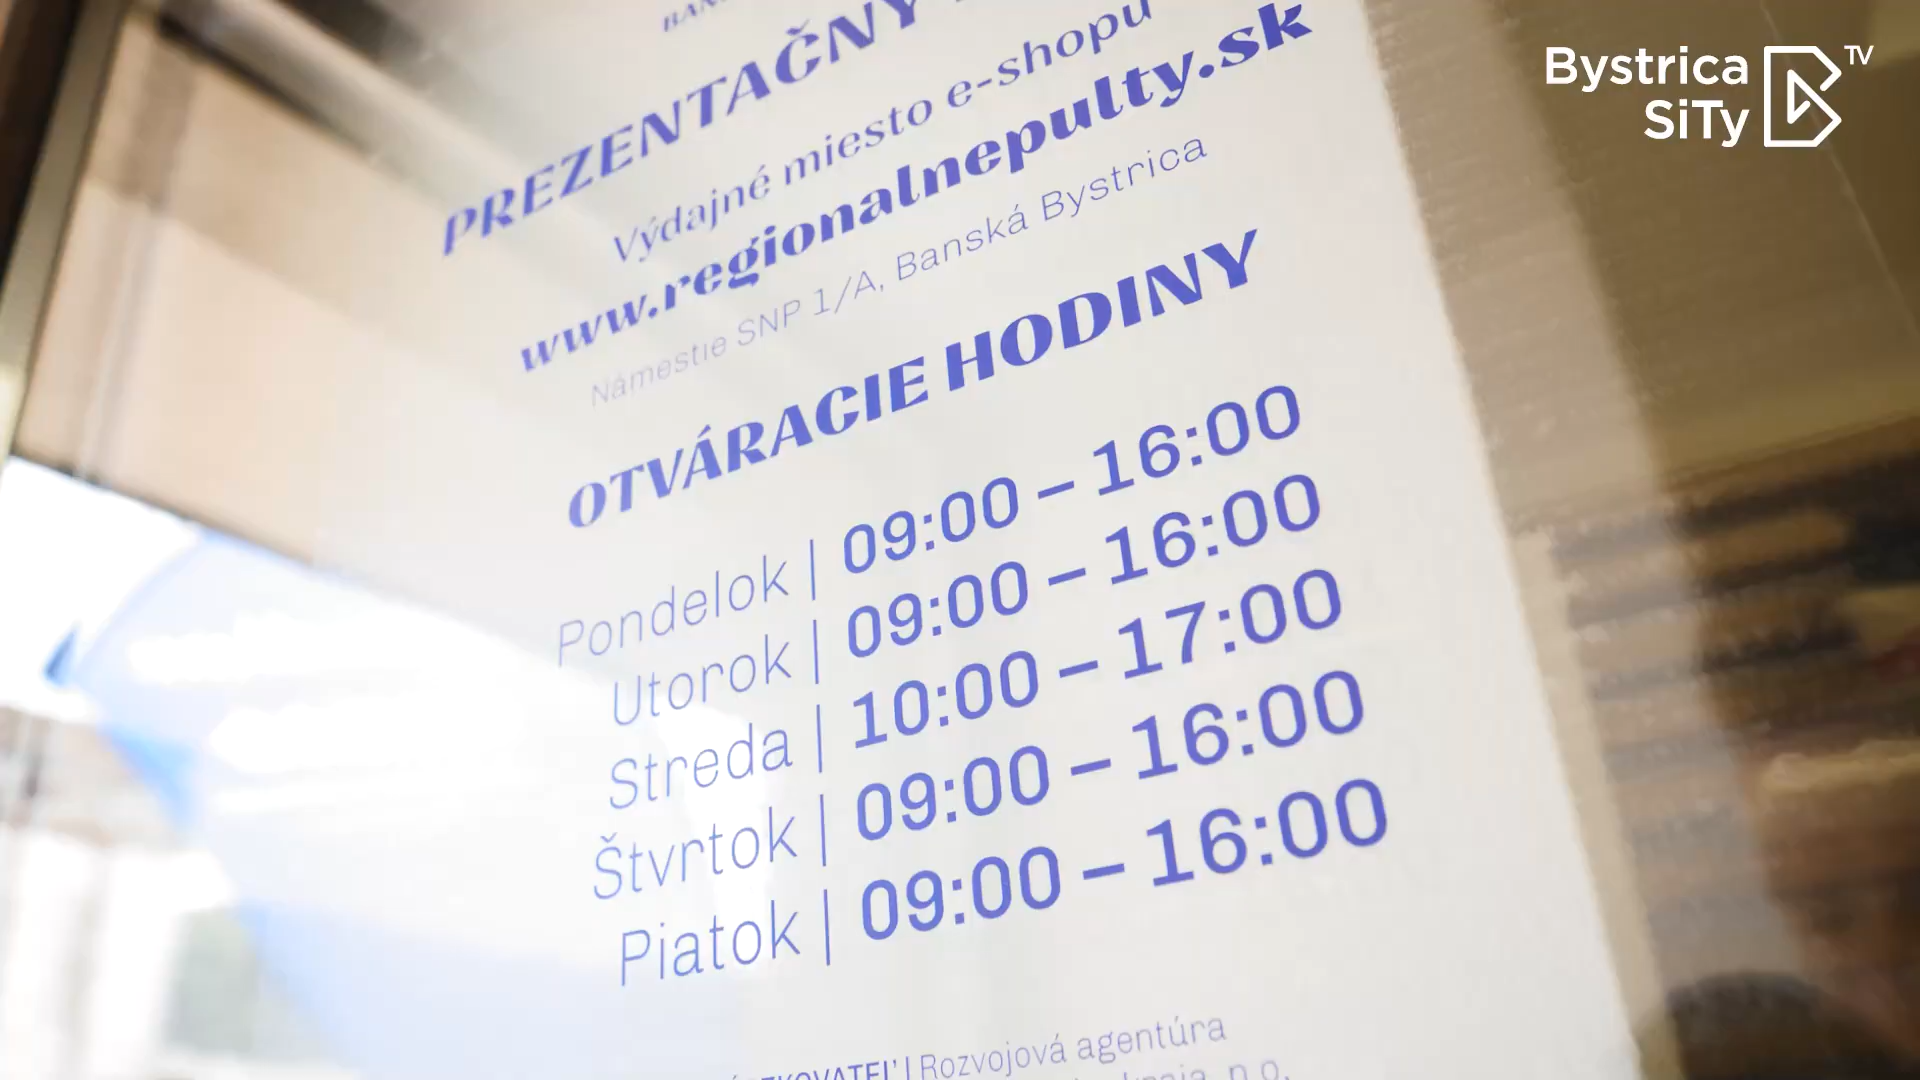 PREZENTAČNÝ
Výdajné miesto e-shopu
www.regionalnepulty.sk
Námestie SNP 1/A, Banská Bystrica
OTVÁRACIE HODINY
Pondelok | 09:00 – 16:00
Utorok | 09:00 – 16:00
Streda | 10:00 – 17:00
Štvrtok | 09:00 – 16:00
Piatok | 09:00 – 16:00
| Rozvojová agentúra
n.o.
Bystrica TV
SiTy